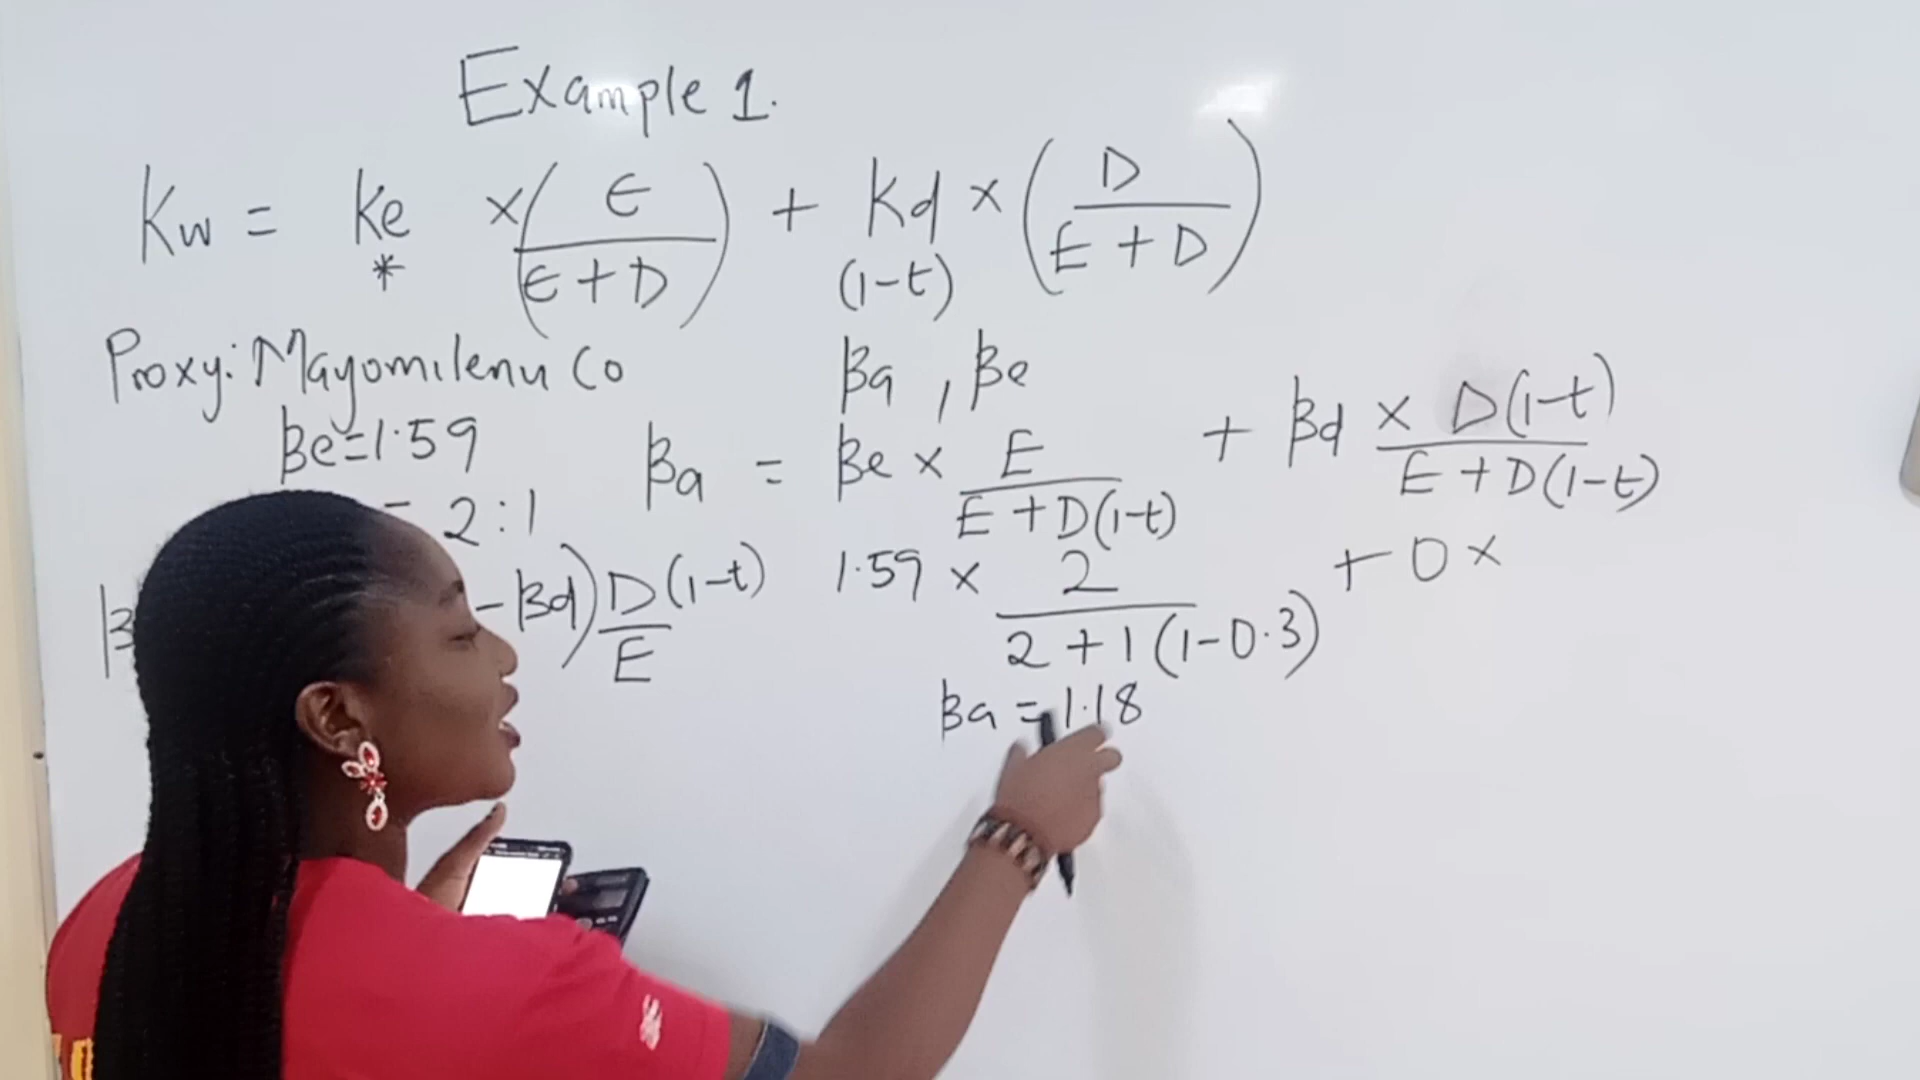 Example 1.
Kw = Ke × (E / E+D) + Kd × (D / E+D)
* (1-t)
Proxy: Mayomilenu Co
βa, βe
βe=1.59
βa = βe × E / E+D(1-t) + βd × D(1-t) / E+D(1-t)
= 2:1
-βd) D/E (1-t)
1.59 × 2 / 2+1(1-0.3) + 0 ×
βa = 1.18